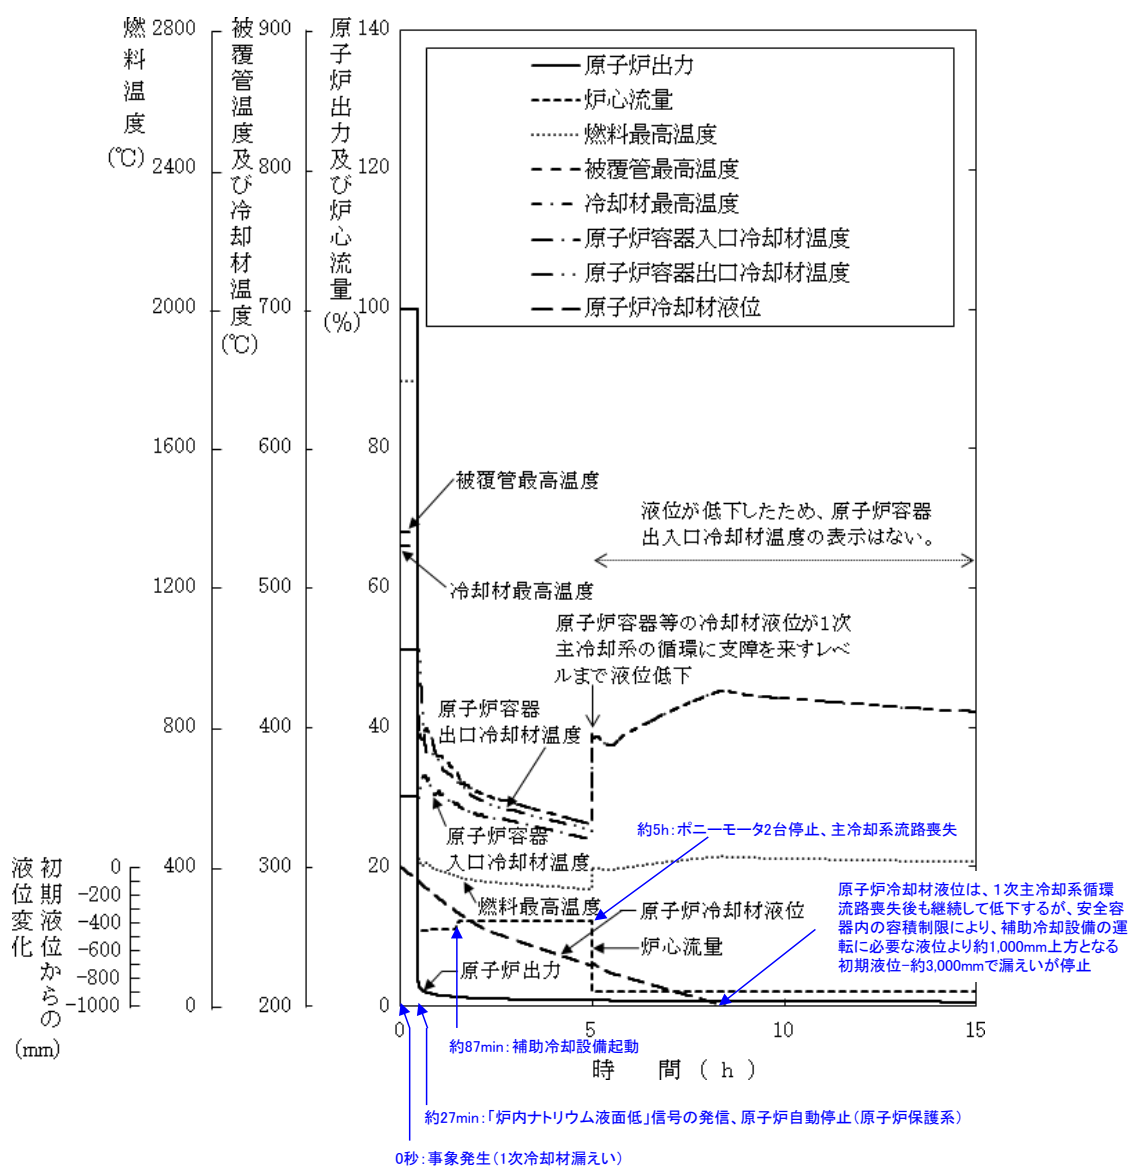 燃料温度(℃)
被覆管温度及び冷却材温度(℃)
原子炉出力及び炉心流量(%)
2800
2400
2000
1600
1200
800
400
0
900
800
700
600
500
400
300
200
140
120
100
80
60
40
20
0
原子炉出力
炉心流量
燃料最高温度
被覆管最高温度
冷却材最高温度
原子炉容器入口冷却材温度
原子炉容器出口冷却材温度
原子炉冷却材液位
被覆管最高温度
冷却材最高温度
液位が低下したため、原子炉容器
出入口冷却材温度の表示はない。
原子炉容器等の冷却材液位が1次
主冷却系の循環に支障を来すレベ
ルまで液位低下
原子炉容器
出口冷却材温度
原子炉容器
入口冷却材温度
燃料最高温度
原子炉冷却材液位
炉心流量
原子炉出力
約5h：ポニーモータ2台停止、主冷却系流路喪失
原子炉冷却材液位は、1次主冷却系循環
流路喪失後も継続して低下するが、安全容
器内の容積制限により、補助冷却設備の運
転に必要な液位より約1,000mm上方となる
初期液位-約3,000mmで漏えいが停止
初期液位からの
液位変化
(mm)
0
-200
-400
-600
-800
-1000
0
5
10
15
時　間(h)
約87min：補助冷却設備起動
約27min：「炉内ナトリウム液面低」信号の発信、原子炉自動停止（原子炉保護系）
0秒：事象発生（1次冷却材漏えい）